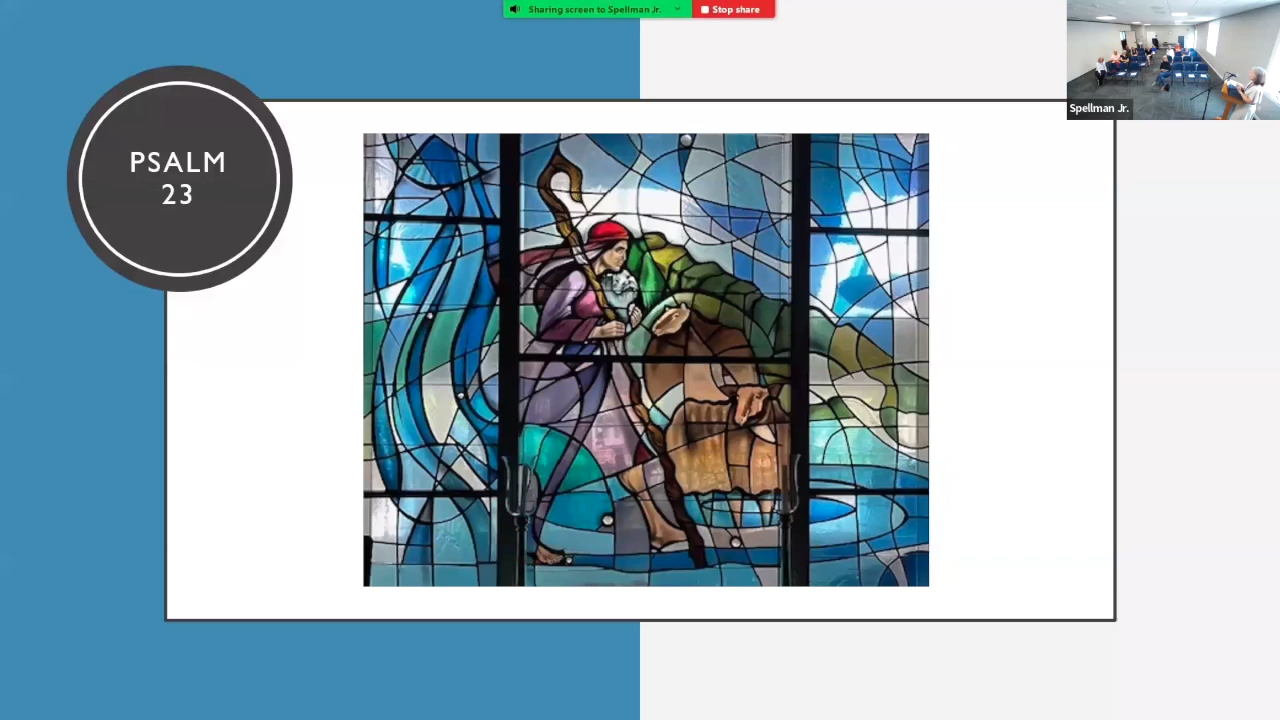 Sharing screen to Spellman Jr.
Stop share
Spellman Jr.
PSALM
23